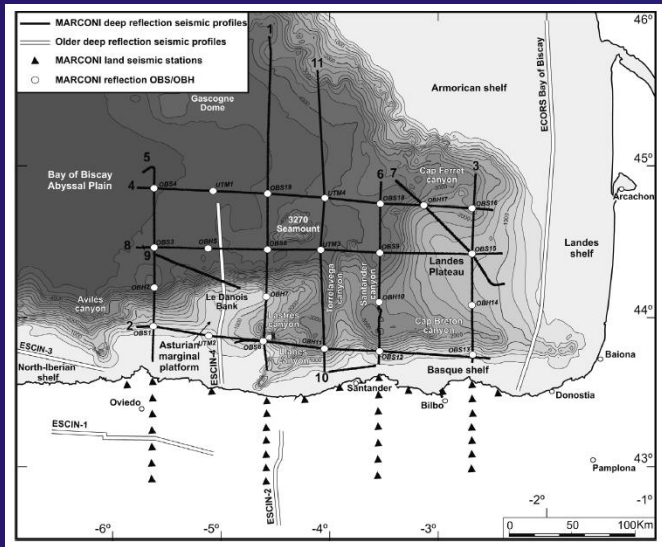 MARCONI deep reflection seismic profiles
Older deep reflection seismic profiles
MARCONI land seismic stations
MARCONI reflection OBS/OBH
1
11
46°
Armorican shelf
ECORS Bay of Biscay
Gascogne
Dome
5
6
7
3
45°
Cap Ferret
canyon
Bay of Biscay
Abyssal Plain
4
OBS4
UTM1
OBS19
UTM4
OBS18
OBH17
OBS16
Arcachon
3270
Seamount
8
OBS3
OBH5
OBS8
UTM3
OBS9
OBS15
9
Landes
Plateau
Landes
shelf
OBH2
Le Danois
Bank
OBH7
Torrelavega
canyon
Santander
canyon
OBH10
OBH14
44°
Avilés
canyon
Lastres
canyon
Cap Breton
canyon
2
OBS1
UTM2
ESCIN-4
OBS6
Llanes
canyon
OBH11
OBS12
OBS13
Baiona
ESCIN-3
Asturian
marginal
platform
North-Iberian
shelf
10
Basque shelf
Santander
Donostia
Oviedo
Bilbo
ESCIN-1
ESCIN-2
43°
Pamplona
-6°
-5°
-4°
-3°
-2°
-1°
0
50
100Km